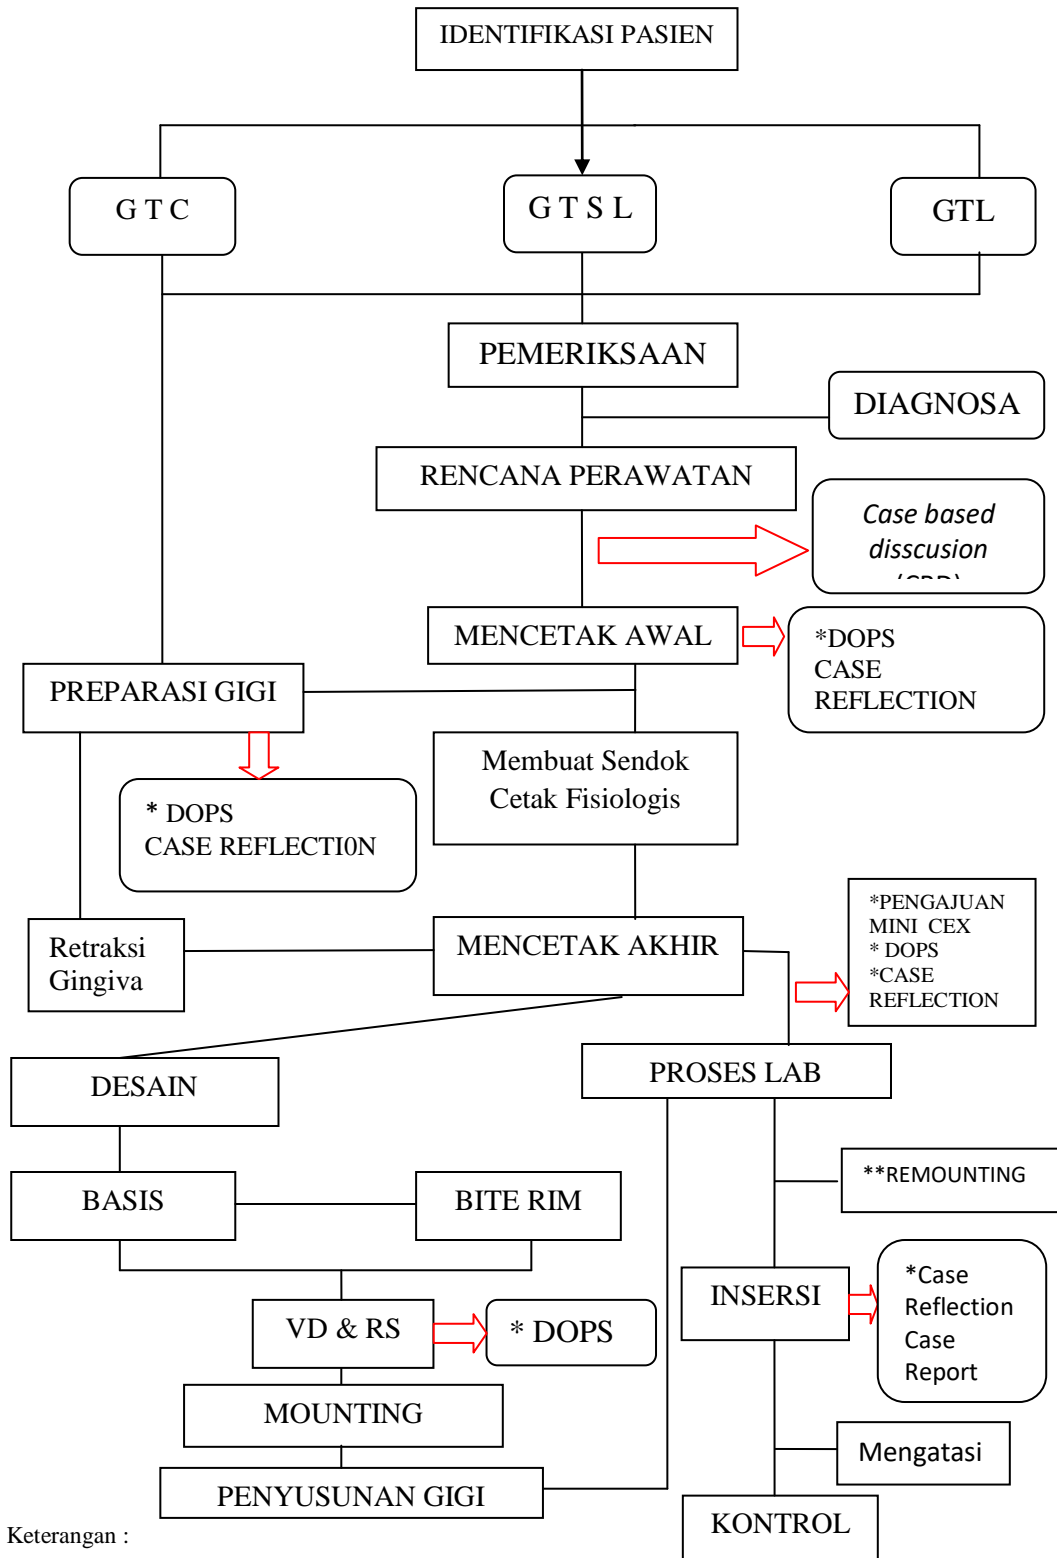 IDENTIFIKASI PASIEN
G T C
G T S L
GTL
PEMERIKSAAN
DIAGNOSA
RENCANA PERAWATAN
Case based
disscusion
MENCETAK AWAL
*DOPS
CASE
REFLECTION
PREPARASI GIGI
Membuat Sendok
Cetak Fisiologis
* DOPS
CASE REFLECTI0N
*PENGAJUAN
MINI CEX
* DOPS
*CASE
REFLECTION
Retraksi
Gingiva
MENCETAK AKHIR
DESAIN
PROSES LAB
BASIS
BITE RIM
**REMOUNTING
VD & RS
* DOPS
INSERSI
*Case
Reflection
Case
Report
MOUNTING
PENYUSUNAN GIGI
Mengatasi
KONTROL
Keterangan :